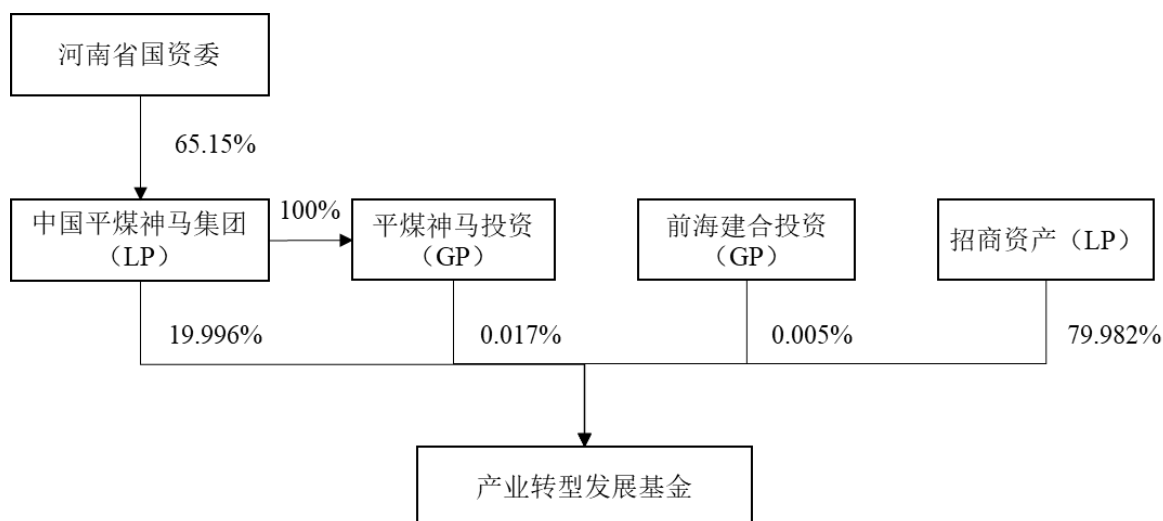 河南省国资委
65.15%
中国平煤神马集团
（LP）
100%
平煤神马投资
（GP）
前海建合投资
（GP）
招商资产（LP）
19.996%
0.017%
0.005%
79.982%
产业转型发展基金